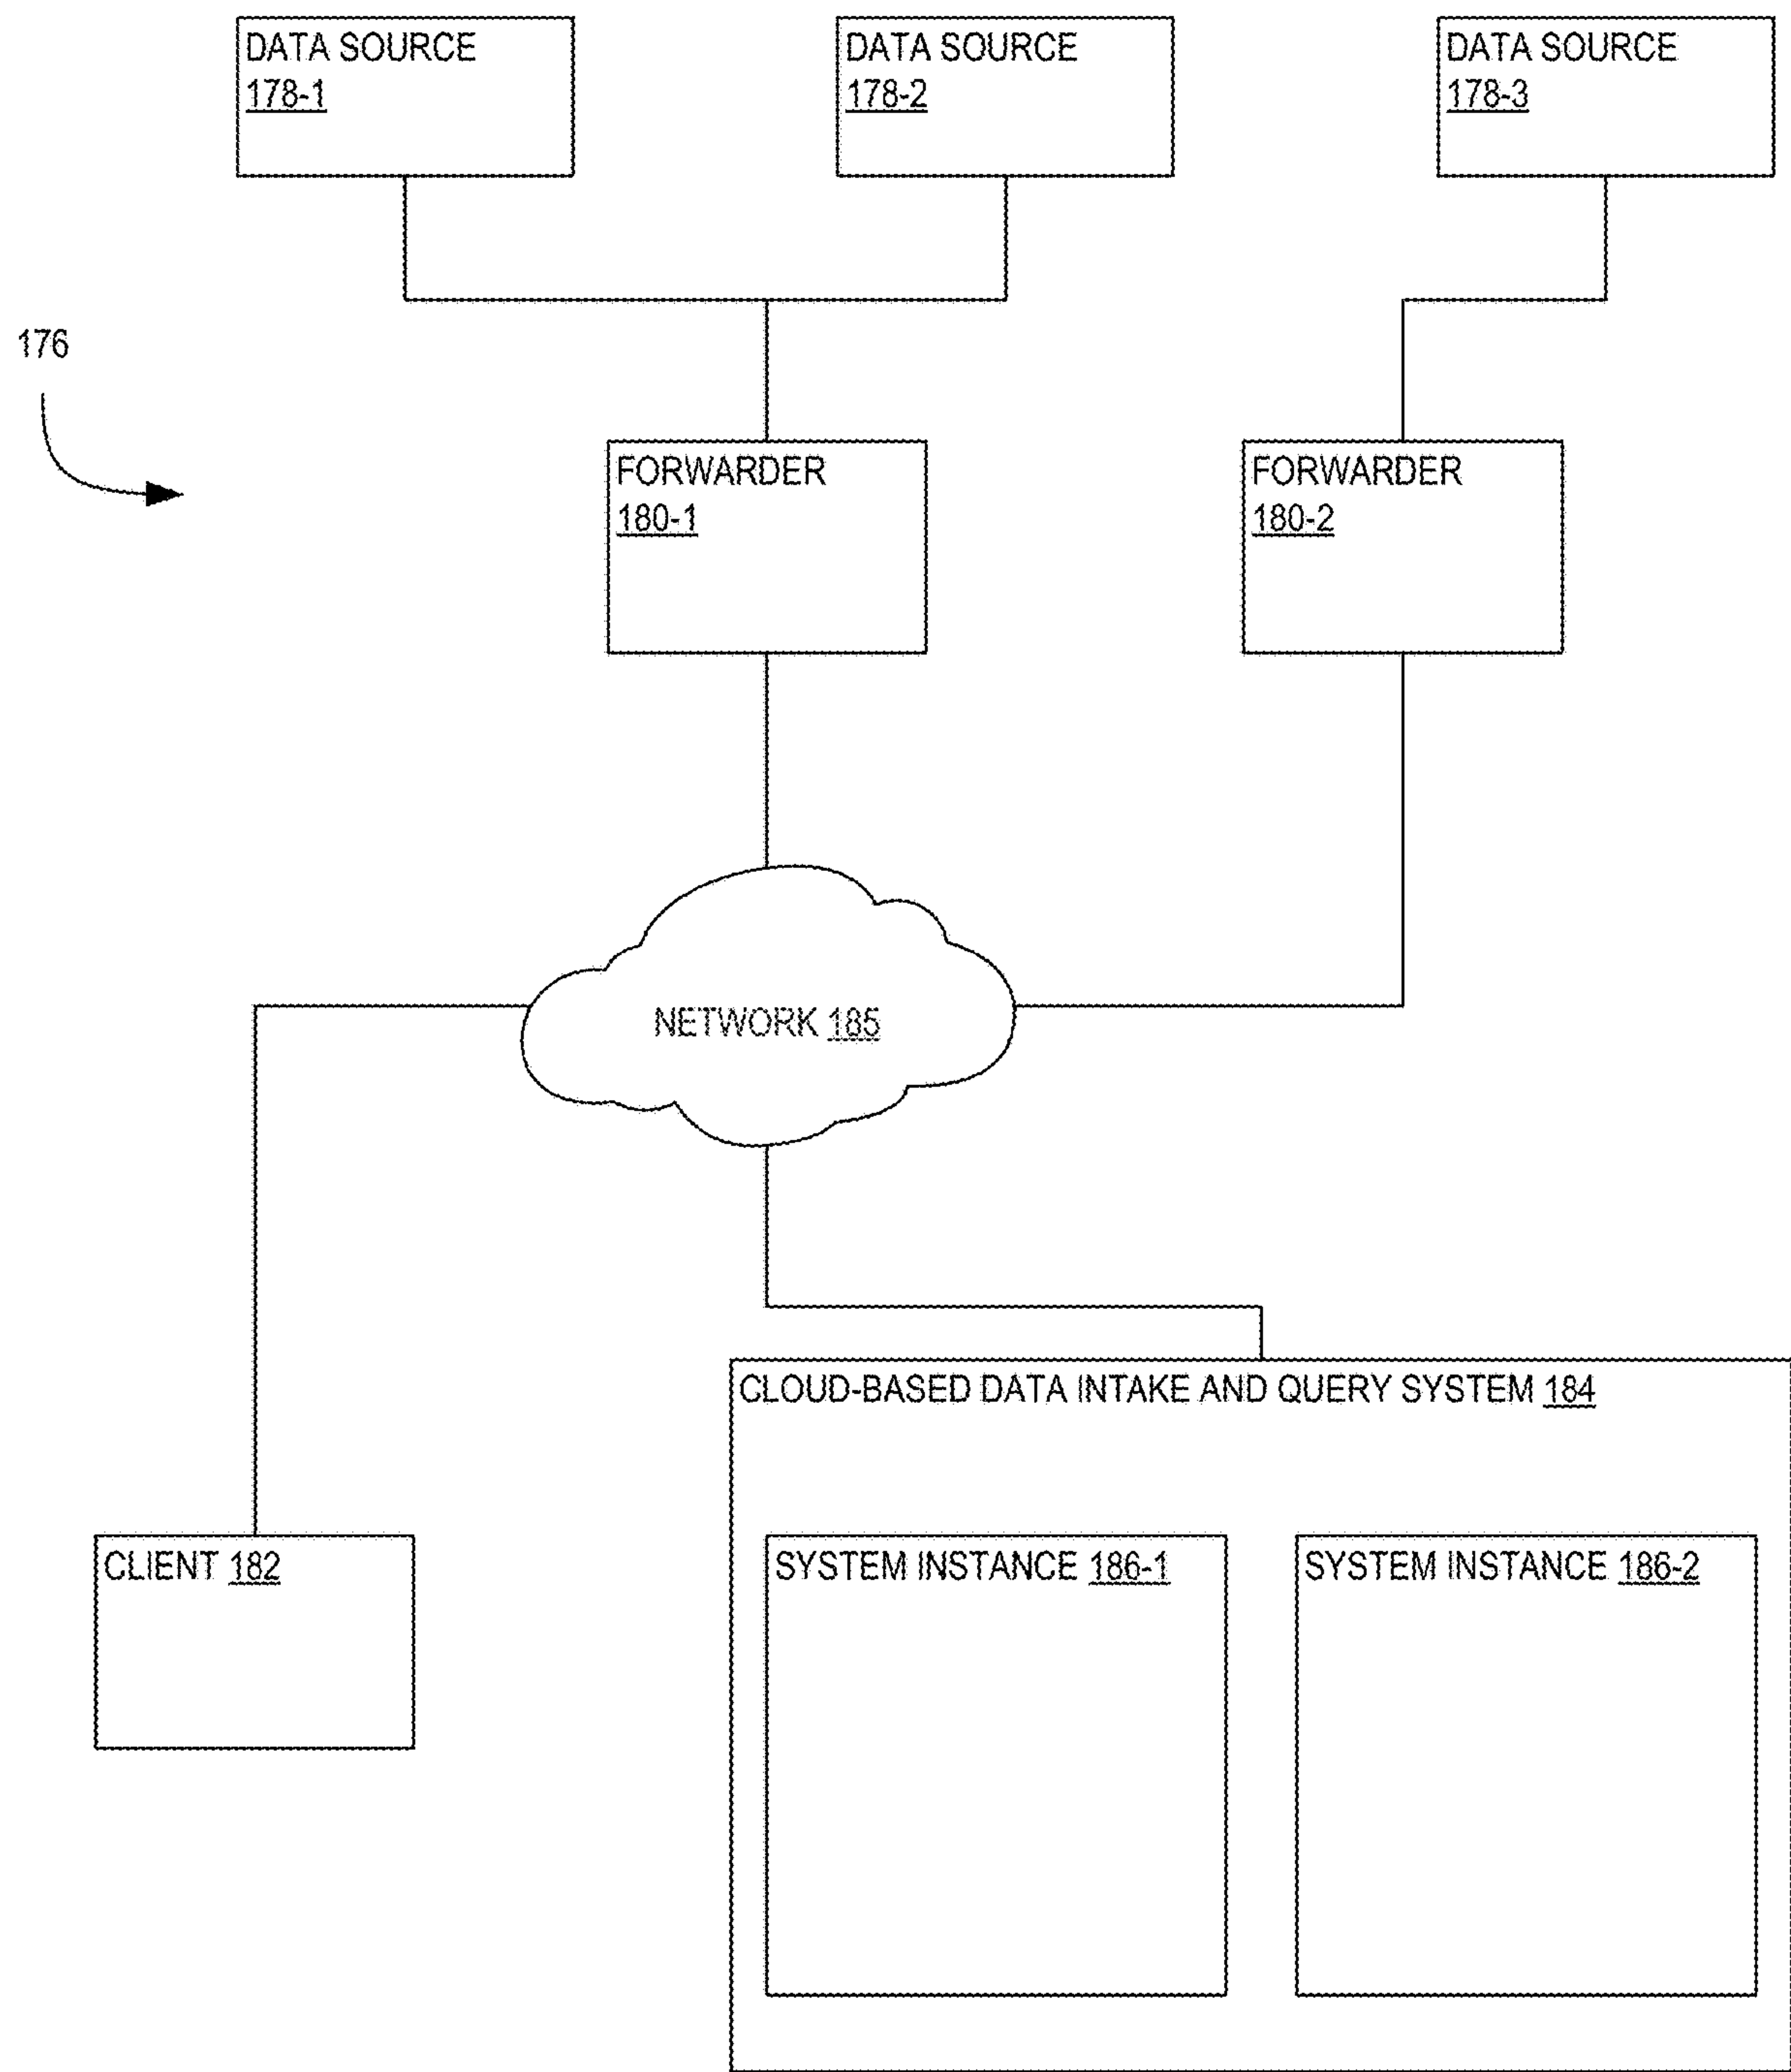 DATA SOURCE
178-1
DATA SOURCE
178-2
DATA SOURCE
178-3
176
FORWARDER
180-1
FORWARDER
180-2
NETWORK 185
CLOUD-BASED DATA INTAKE AND QUERY SYSTEM 184
CLIENT 182
SYSTEM INSTANCE 186-1
SYSTEM INSTANCE 186-2